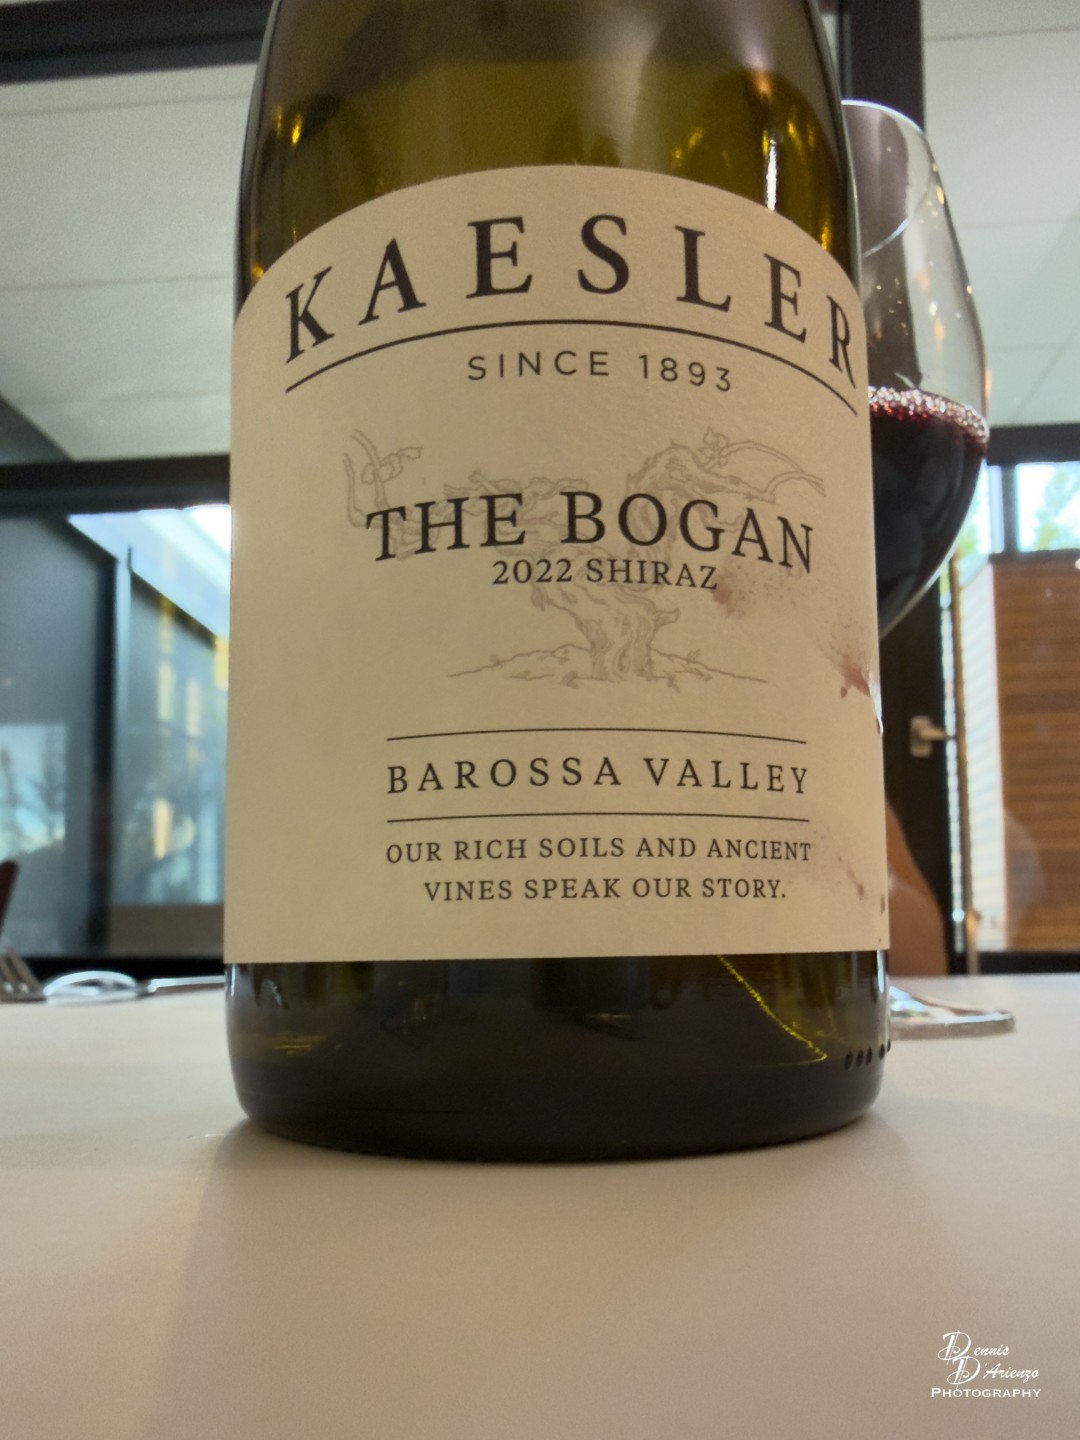 KAESLER
SINCE 1893
THE BOGAN
2022 SHIRAZ
BAROSSA VALLEY
OUR RICH SOILS AND ANCIENT
VINES SPEAK OUR STORY.
Dennis
D'Arienzo
PHOTOGRAPHY